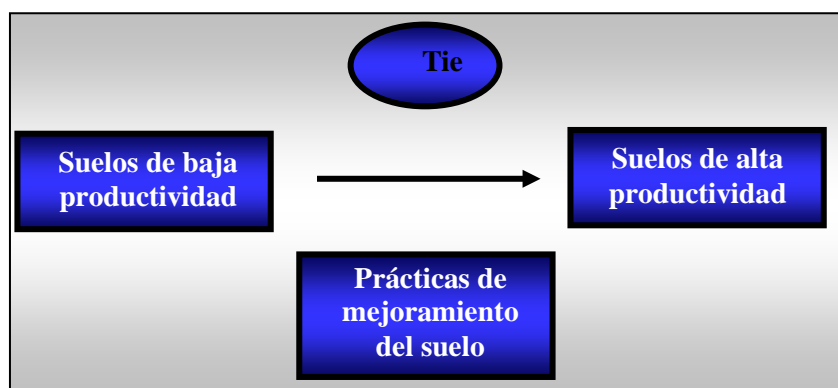 Tie
Suelos de baja
productividad
Suelos de alta
productividad
Prácticas de
mejoramiento
del suelo